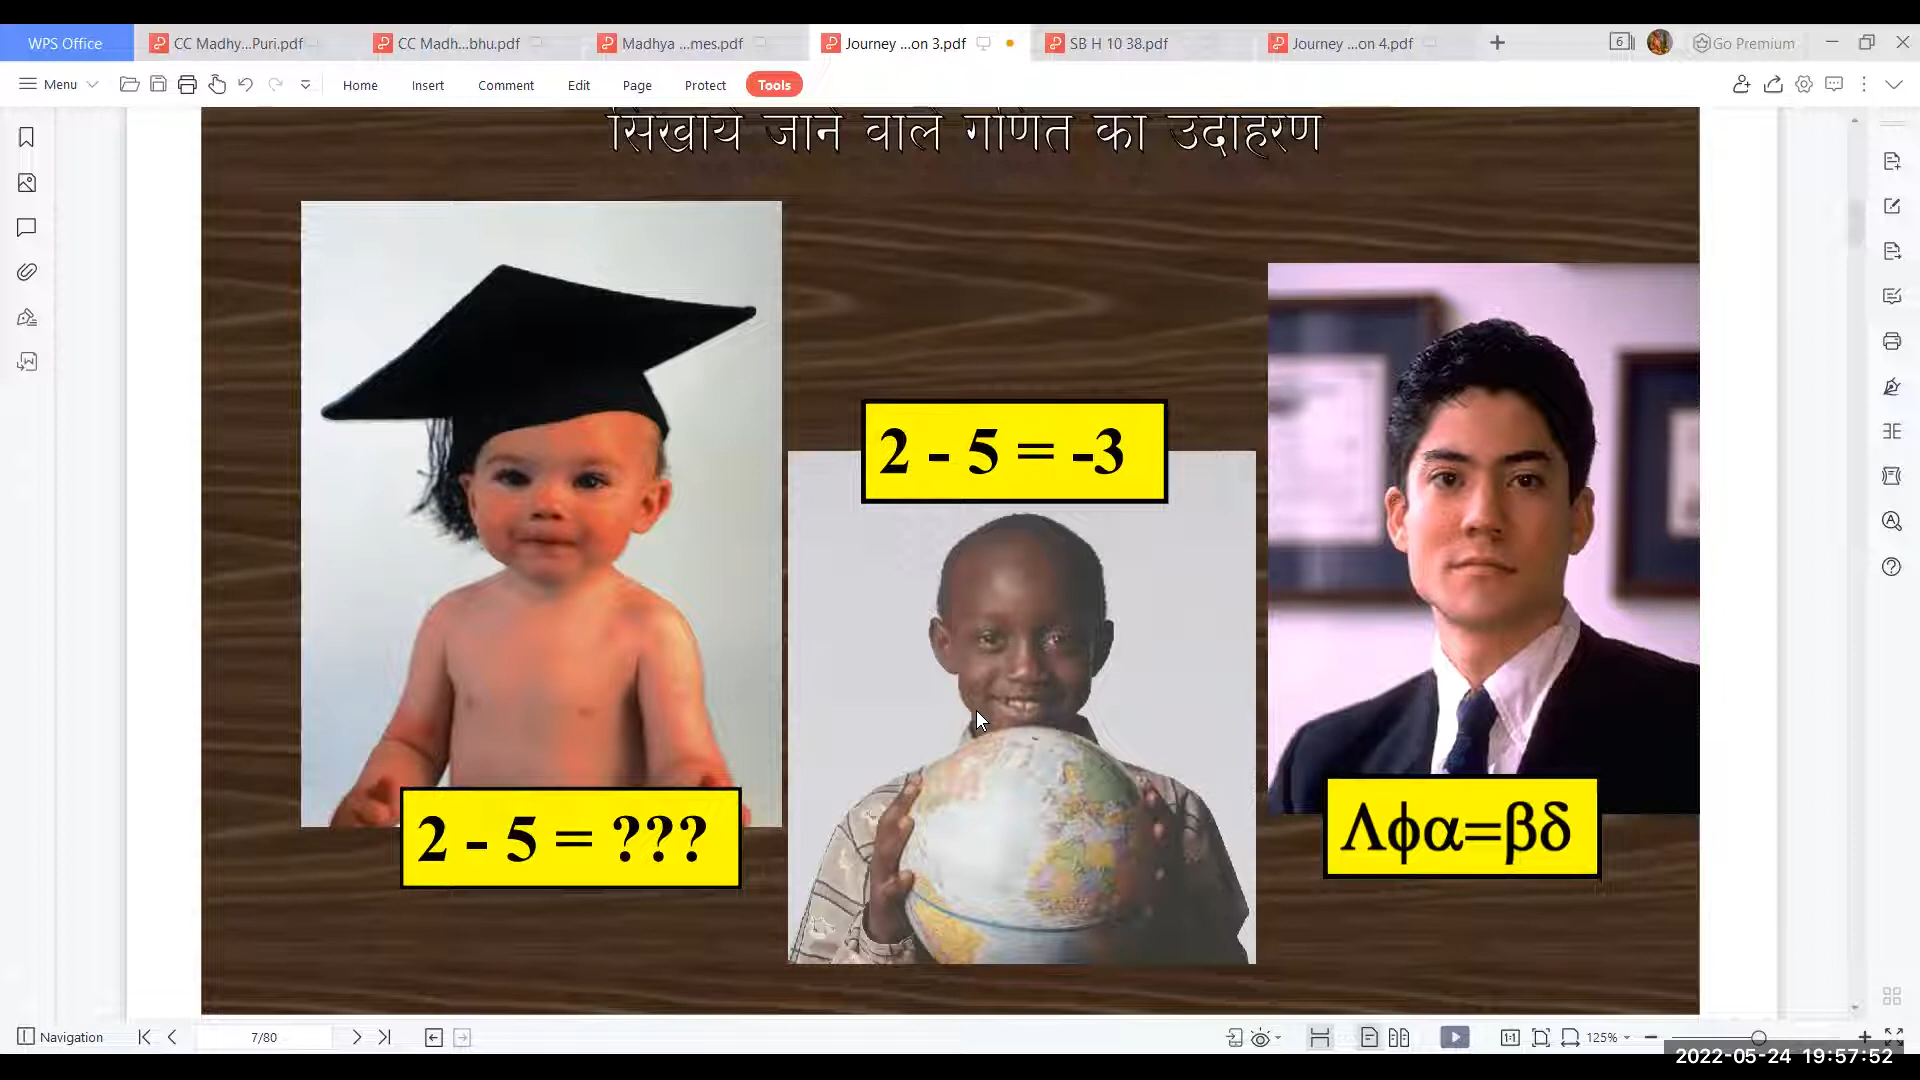 WPS Office
CC Madhy...Puri.pdf
CC Madh...bhu.pdf
Madhya ...mes.pdf
Journey ...on 3.pdf
SB H 10 38.pdf
Journey ...on 4.pdf
6
Go Premium
Menu
Home
Insert
Comment
Edit
Page
Protect
Tools
सिखाये जाने वाले गणित का उदाहरण
2 - 5 = -3
2 - 5 = ???
Λφα=βδ
Navigation
7/80
125%
2022-05-24 19:57:52